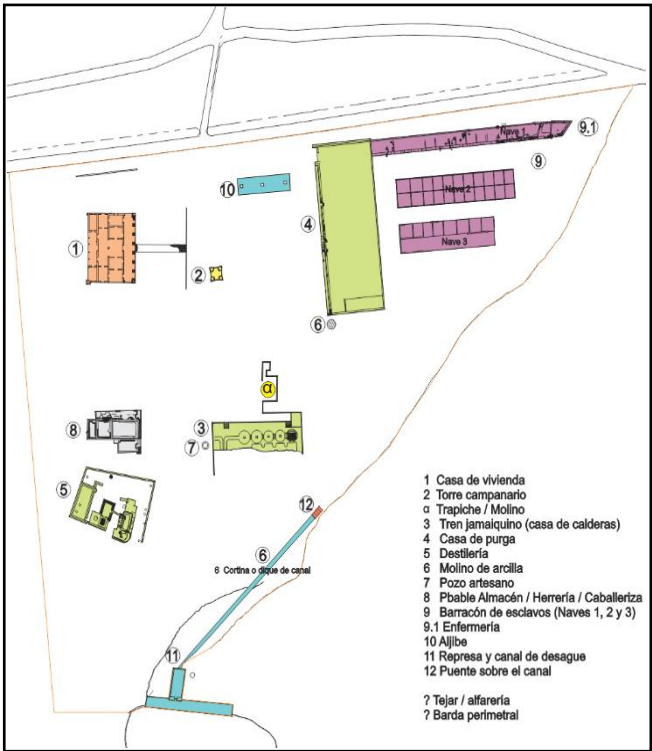 Nave 1
9.1
9
10
Nave 2
4
1
Nave 3
2
6
α
3
8
7
5
12
6
6 Cortina o dique de canal
11
1 Casa de vivienda
2 Torre campanario
α Trapiche / Molino
3 Tren jamaiquino (casa de calderas)
4 Casa de purga
5 Destilería
6 Molino de arcilla
7 Pozo artesano
8 Pbable Almacén / Herrería / Caballeriza
9 Barracón de esclavos (Naves 1, 2 y 3)
9.1 Enfermería
10 Aljibe
11 Represa y canal de desague
12 Puente sobre el canal
? Tejar / alfarería
? Barda perimetral